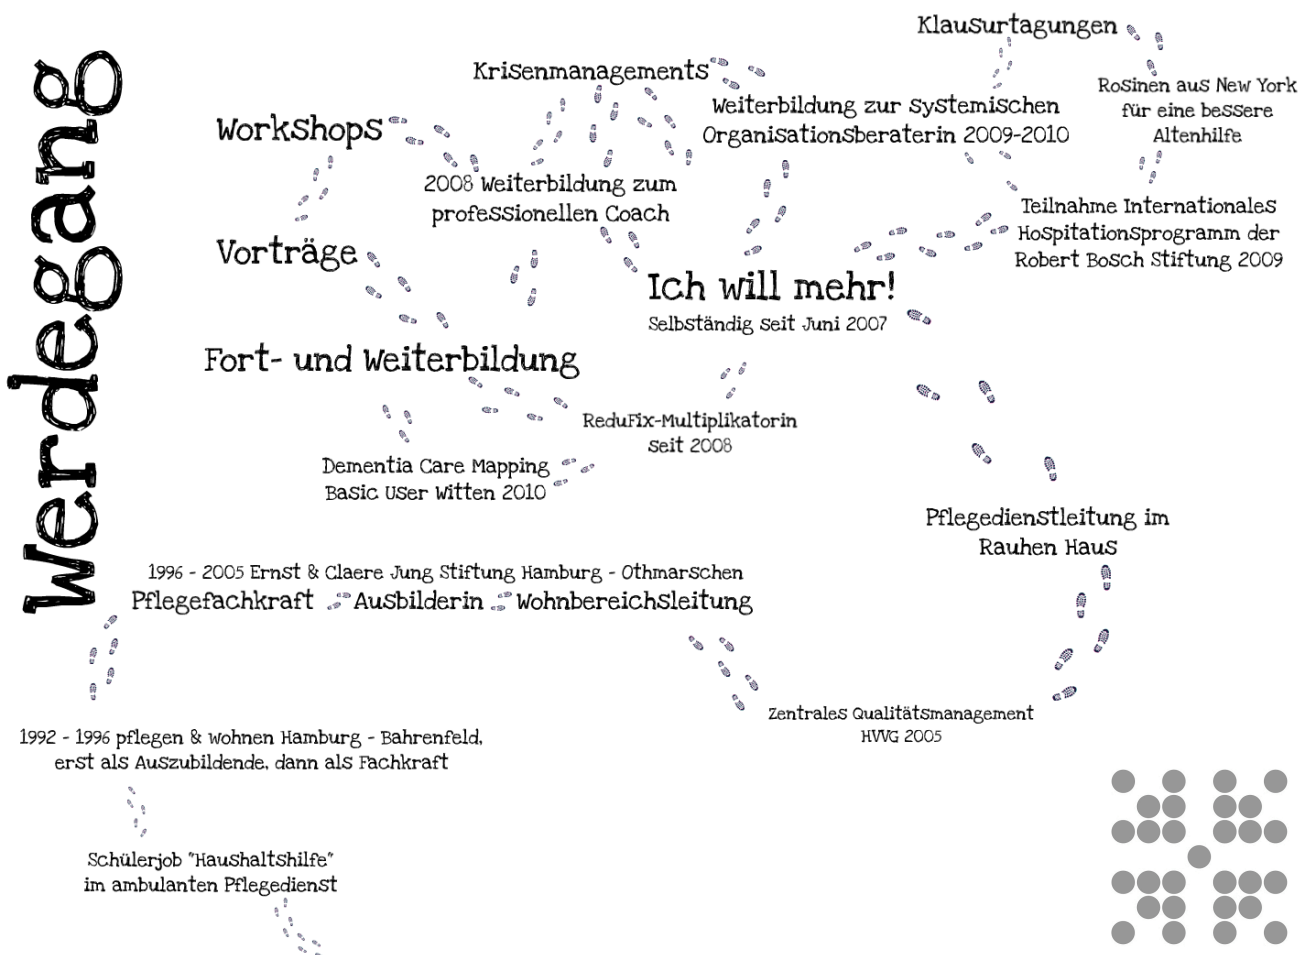 Werdegang
Klausurtagungen
Krisenmanagements
Rosinen aus New York
für eine bessere
Altenhilfe
Weiterbildung zur systemischen
Organisationsberaterin 2009-2010
Workshops
2008 Weiterbildung zum
professionellen Coach
Teilnahme Internationales
Hospitationsprogramm der
Robert Bosch Stiftung 2009
Vorträge
Ich will mehr!
Selbständig seit Juni 2007
Fort- und Weiterbildung
ReduFix-Multiplikatorin
seit 2008
Dementia Care Mapping
Basic User Witten 2010
Pflegedienstleitung im
Rauhen Haus
1996 - 2005 Ernst & Claere Jung Stiftung Hamburg - Othmarschen
Pflegefachkraft Ausbilderin Wohnbereichsleitung
Zentrales Qualitätsmanagement
HVVG 2005
1992 - 1996 pflegen & wohnen Hamburg - Bahrenfeld,
erst als Auszubildende, dann als Fachkraft
Schülerjob "Haushaltshilfe"
im ambulanten Pflegedienst